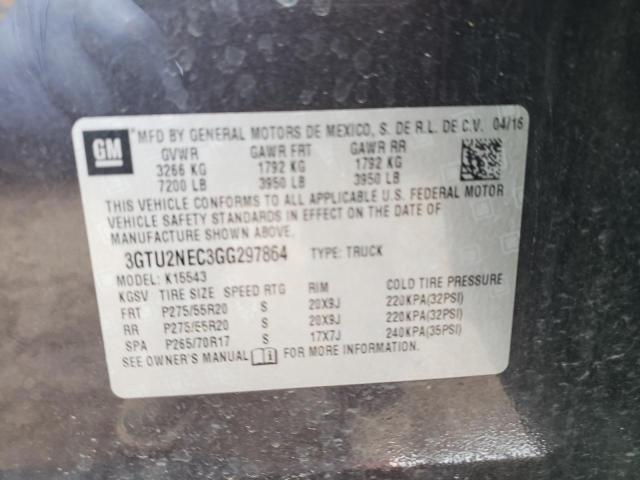 GM
*MFD BY GENERAL MOTORS DE MEXICO, S. DE R.L. DE C.V. 04/16
GVWR GAWR FRT GAWR RR
3266 KG 1792 KG 1792 KG
7200 LB 3950 LB 3950 LB
THIS VEHICLE CONFORMS TO ALL APPLICABLE U.S. FEDERAL MOTOR
VEHICLE SAFETY STANDARDS IN EFFECT ON THE DATE OF
MANUFACTURE SHOWN ABOVE.
3GTU2NEC3GG297864 TYPE: TRUCK
MODEL: K15543
KGSV TIRE SIZE SPEED RTG RIM COLD TIRE PRESSURE
FRT P275/55R20 S 20X9J 220KPA(32PSI)
RR P275/55R20 S 20X9J 220KPA(32PSI)
SPA P265/70R17 S 17X7J 240KPA(35PSI)
SEE OWNER'S MANUAL FOR MORE INFORMATION.